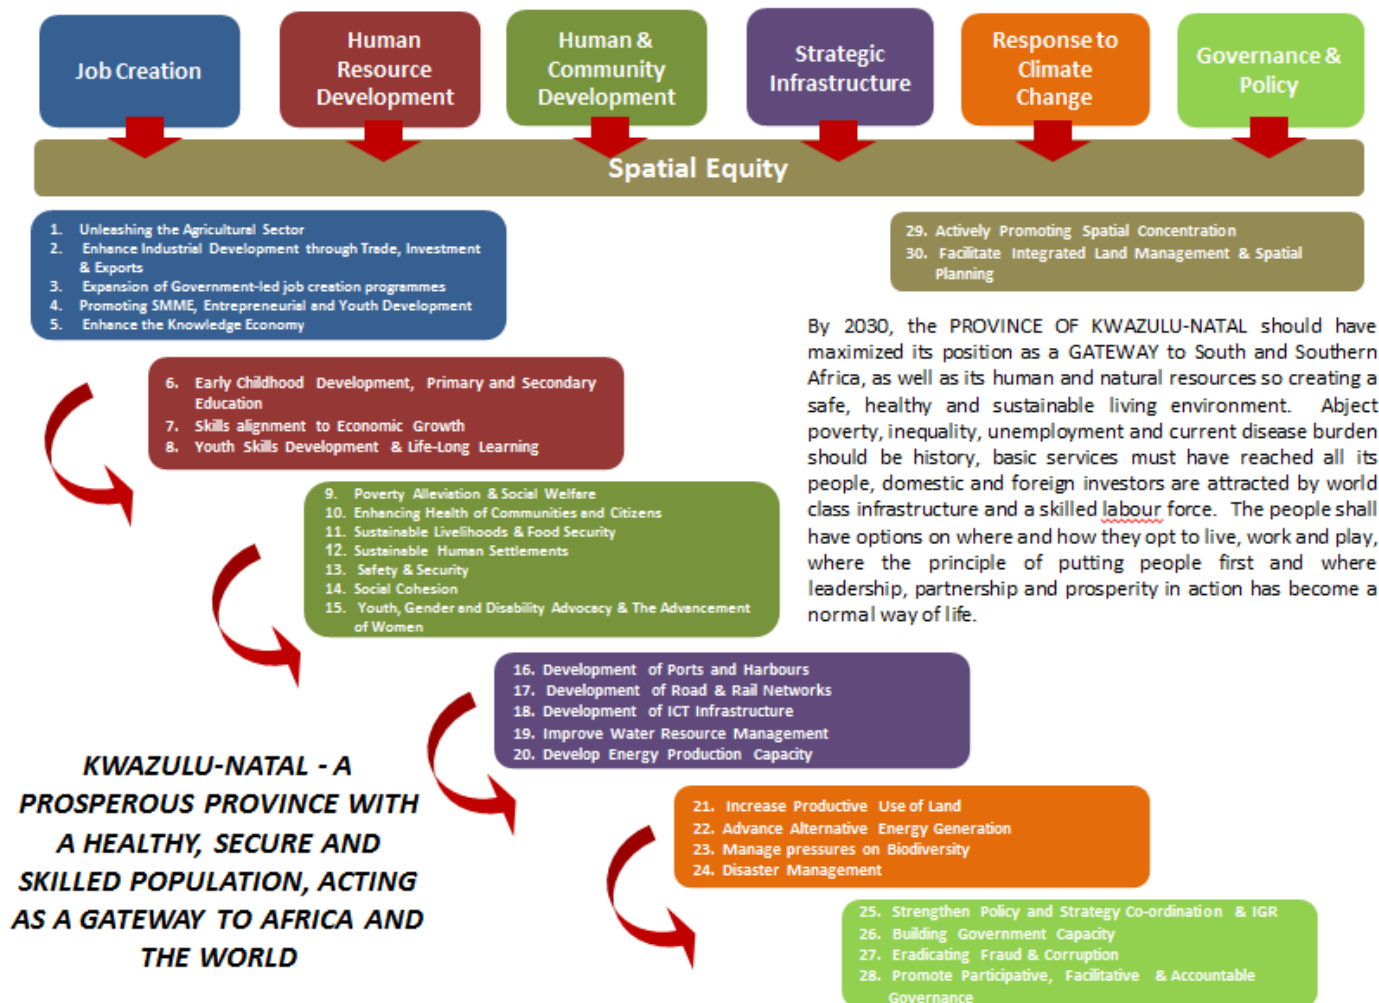 Job Creation
Human
Resource
Development
Human &
Community
Development
Strategic
Infrastructure
Response to
Climate
Change
Governance &
Policy
Spatial Equity
1. Unleashing the Agricultural Sector
2. Enhance Industrial Development through Trade, Investment
& Exports
3. Expansion of Government-led job creation programmes
4. Promoting SMME, Entrepreneurial and Youth Development
5. Enhance the Knowledge Economy
29. Actively Promoting Spatial Concentration
30. Facilitate Integrated Land Management & Spatial
Planning
6. Early Childhood Development, Primary and Secondary
Education
7. Skills alignment to Economic Growth
8. Youth Skills Development & Life-Long Learning
By 2030, the PROVINCE OF KWAZULU-NATAL should have
maximized its position as a GATEWAY to South and Southern
Africa, as well as its human and natural resources so creating a
safe, healthy and sustainable living environment. Abject
poverty, inequality, unemployment and current disease burden
should be history, basic services must have reached all its
people, domestic and foreign investors are attracted by world
class infrastructure and a skilled labour force. The people shall
have options on where and how they opt to live, work and play,
where the principle of putting people first and where
leadership, partnership and prosperity in action has become a
normal way of life.
9. Poverty Alleviation & Social Welfare
10. Enhancing Health of Communities and Citizens
11. Sustainable Livelihoods & Food Security
12. Sustainable Human Settlements
13. Safety & Security
14. Social Cohesion
15. Youth, Gender and Disability Advocacy & The Advancement
of Women
16. Development of Ports and Harbours
17. Development of Road & Rail Networks
18. Development of ICT Infrastructure
19. Improve Water Resource Management
20. Develop Energy Production Capacity
KWAZULU-NATAL - A
PROSPEROUS PROVINCE WITH
A HEALTHY, SECURE AND
SKILLED POPULATION, ACTING
AS A GATEWAY TO AFRICA AND
THE WORLD
21. Increase Productive Use of Land
22. Advance Alternative Energy Generation
23. Manage pressures on Biodiversity
24. Disaster Management
25. Strengthen Policy and Strategy Co-ordination & IGR
26. Building Government Capacity
27. Eradicating Fraud & Corruption
28. Promote Participative, Facilitative & Accountable
Governance